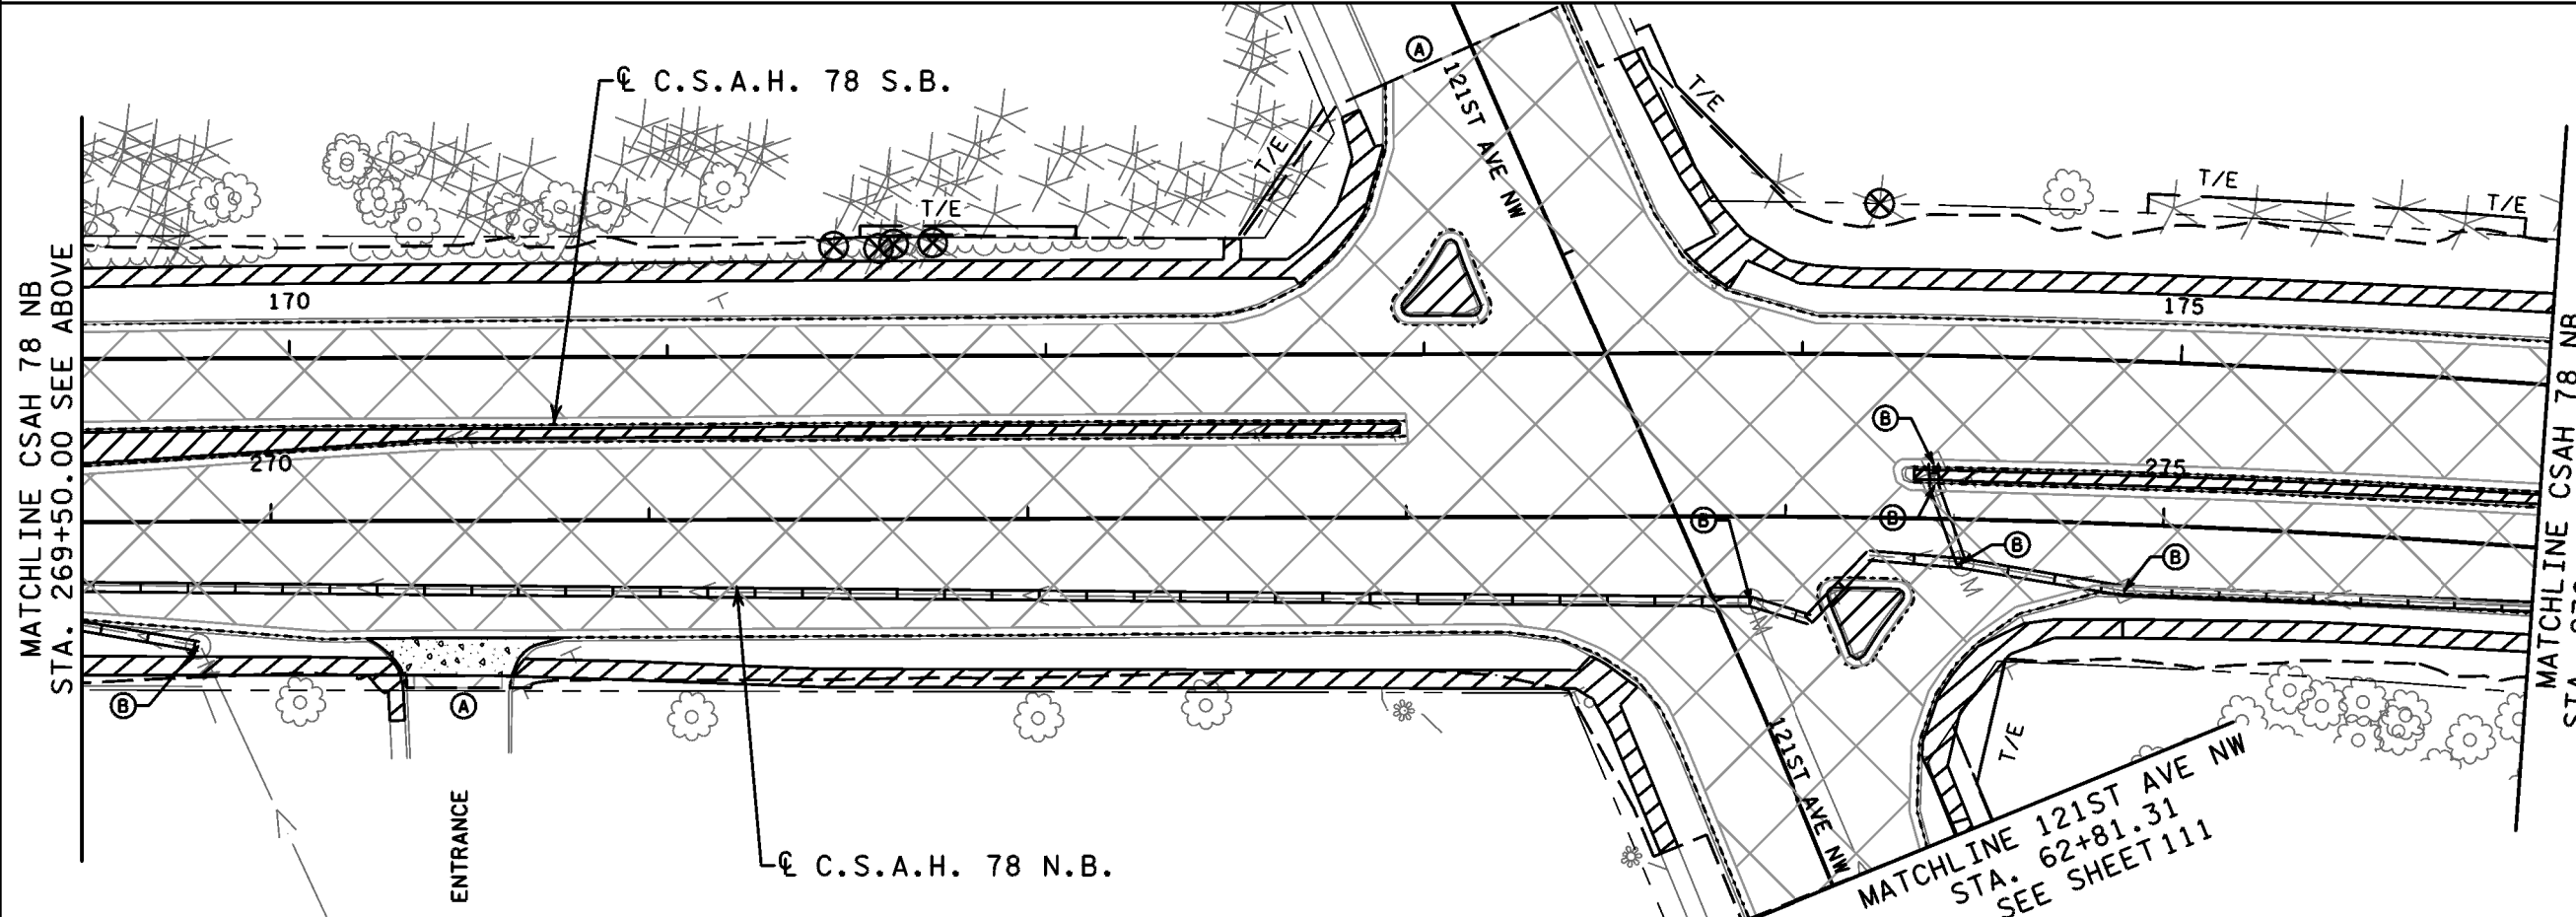 ℄ C.S.A.H. 78 S.B.
A
121ST AVE NW
T/E
T/E
T/E
T/E
T/E
MATCHLINE CSAH 78 NB
STA. 269+50.00 SEE ABOVE
170
175
270
275
B
B
B
B
B
B
A
ENTRANCE
℄ C.S.A.H. 78 N.B.
121ST AVE NW
T/E
MATCHLINE 121ST AVE NW
STA. 62+81.31
SEE SHEET 111
MATCHLINE CSAH 78 NB
STA.